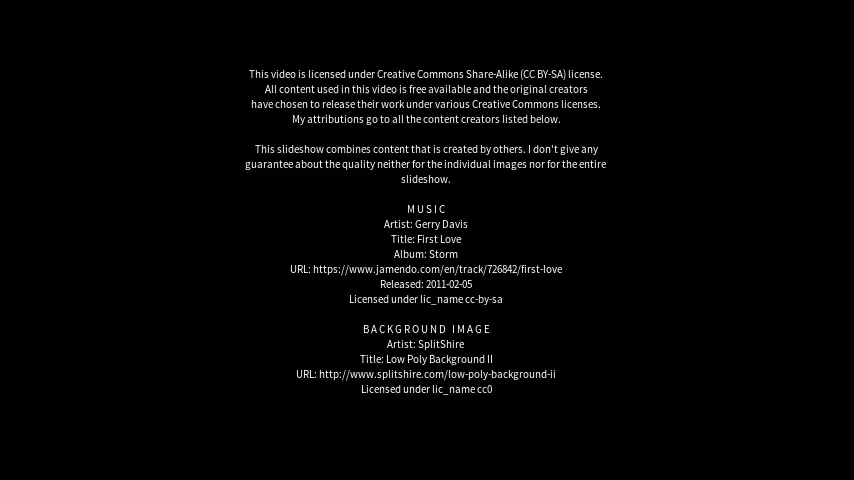 This video is licensed under Creative Commons Share-Alike (CC BY-SA) license.
All content used in this video is free available and the original creators
have chosen to release their work under various Creative Commons licenses.
My attributions go to all the content creators listed below.
This slideshow combines content that is created by others. I don't give any
guarantee about the quality neither for the individual images nor for the entire
slideshow.
MUSIC
Artist: Gerry Davis
Title: First Love
Album: Storm
URL: https://www.jamendo.com/en/track/726842/first-love
Released: 2011-02-05
Licensed under lic_name cc-by-sa
BACKGROUND IMAGE
Artist: SplitShire
Title: Low Poly Background II
URL: http://www.splitshire.com/low-poly-background-ii
Licensed under lic_name cc0